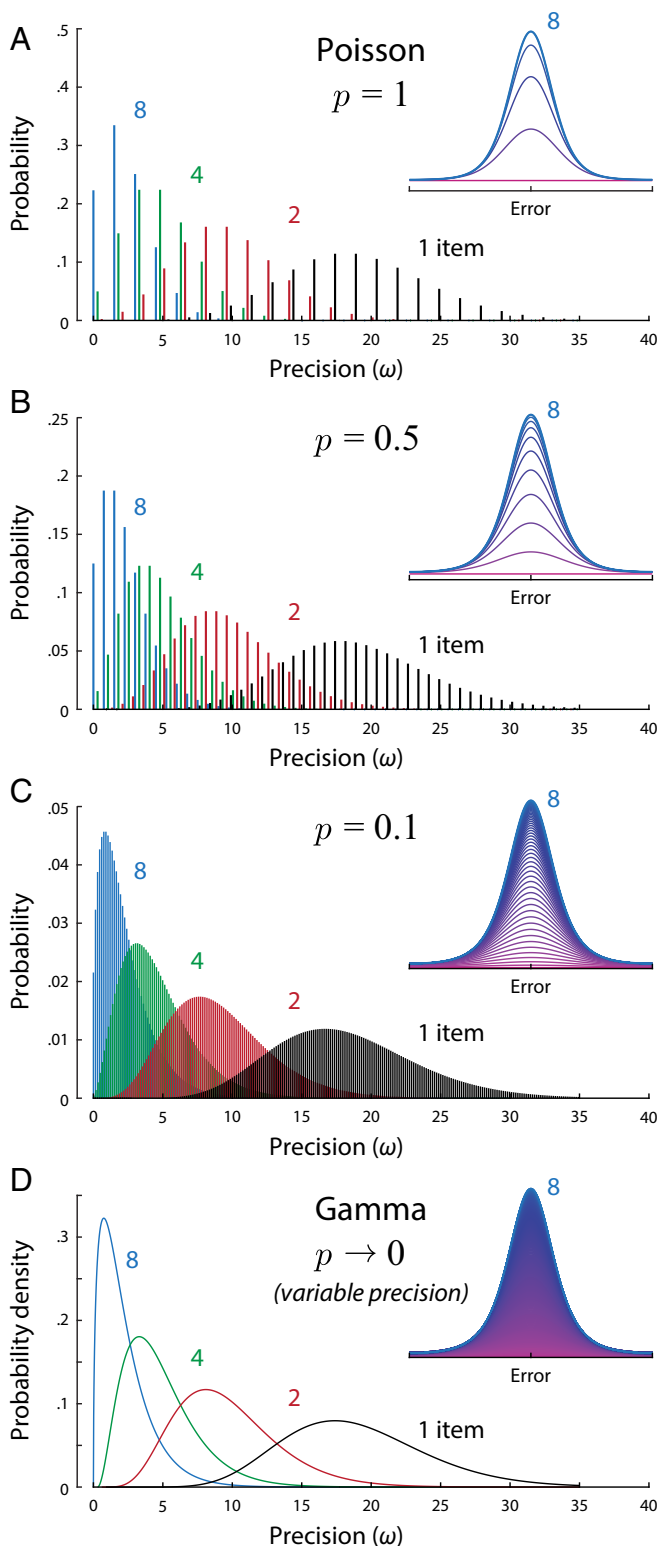 A
Poisson
p = 1
8
4
2
1 item
8
Error
Probability
.5
.4
.3
.2
.1
0
0 5 10 15 20 25 30 35 40
Precision (ω)
B
p = 0.5
8
4
2
1 item
8
Error
Probability
.25
.2
.15
.1
.05
0
0 5 10 15 20 25 30 35 40
Precision (ω)
C
p = 0.1
8
4
2
1 item
8
Error
Probability
.05
.04
.03
.02
.01
0
0 5 10 15 20 25 30 35 40
Precision (ω)
D
Gamma
p → 0
(variable precision)
8
4
2
1 item
8
Error
Probability density
.3
.2
.1
0
0 5 10 15 20 25 30 35 40
Precision (ω)